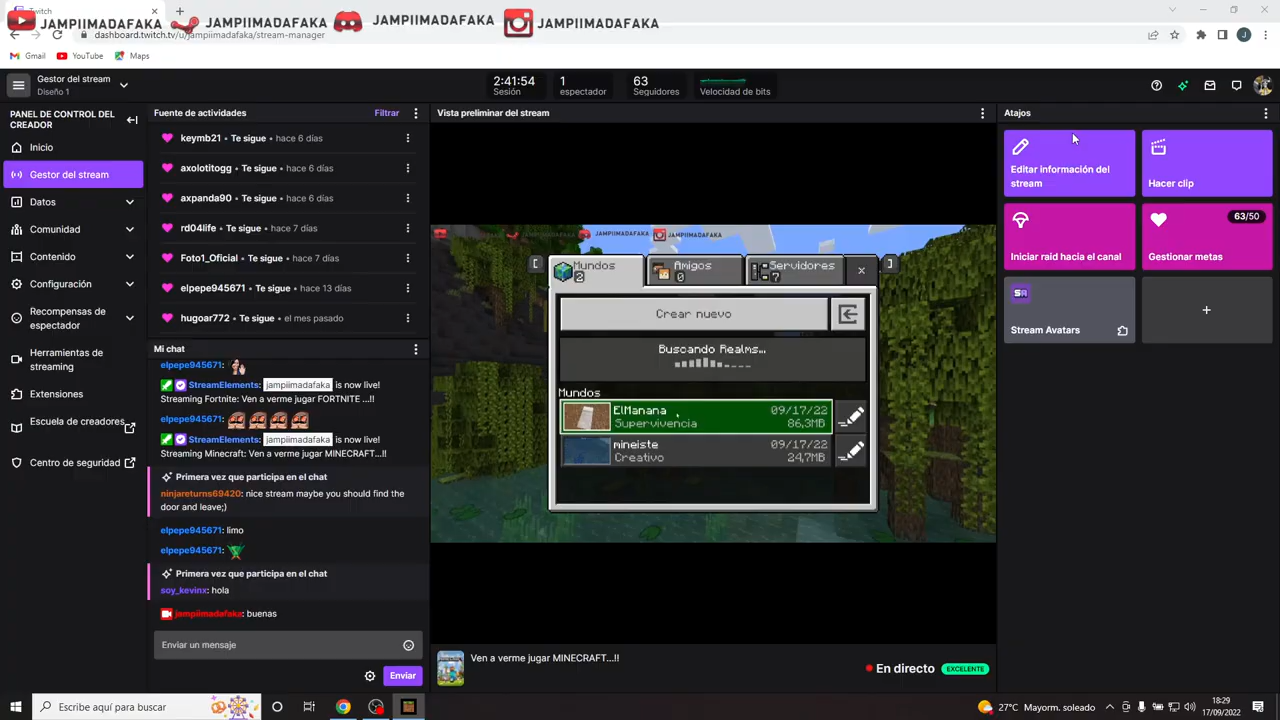 Twitch
JAMPIIMADAFAKA
JAMPIIMADAFAKA
JAMPIIMADAFAKA
JAMPIIMADAFAKA
dashboard.twitch.tv/u/jampiimadafaka/stream-manager
J
Gmail
YouTube
Maps
Gestor del stream
Diseño 1
2:41:54
Sesión
1
espectador
63
Seguidores
Velocidad de bits
PANEL DE CONTROL DEL
CREADOR
Inicio
Gestor del stream
Datos
Comunidad
Contenido
Configuración
Recompensas de
espectador
Herramientas de
streaming
Extensiones
Escuela de creadores
Centro de seguridad
Fuente de actividades
Filtrar
keymb21 • Te sigue • hace 6 días
axolotitogg • Te sigue • hace 6 días
axpanda90 • Te sigue • hace 6 días
rd04life • Te sigue • hace 7 días
Foto1_Oficial • Te sigue • hace 7 días
elpepe945671 • Te sigue • hace 13 días
hugoar772 • Te sigue • el mes pasado
Mi chat
elpepe945671:
StreamElements: jampiimadafaka is now live!
Streaming Fortnite: Ven a verme jugar FORTNITE ...!!
elpepe945671:
StreamElements: jampiimadafaka is now live!
Streaming Minecraft: Ven a verme jugar MINECRAFT...!!
Primera vez que participa en el chat
ninjareturns69420: nice stream maybe you should find the
door and leave;)
elpepe945671: limo
elpepe945671:
Primera vez que participa en el chat
soy_kevinx: hola
jampiimadafaka: buenas
Enviar un mensaje
Enviar
Vista preliminar del stream
JAMPIIMADAFAKA
JAMPIIMADAFAKA
Mundos
2
Amigos
0
Servidores
7
Crear nuevo
Buscando Realms...
Mundos
ElManana
09/17/22
Supervivencia
86,3MB
mineiste
09/17/22
Creativo
24,7MB
Ven a verme jugar MINECRAFT...!!
En directo
EXCELENTE
Atajos
Editar información del
stream
Hacer clip
Iniciar raid hacia el canal
63/50
Gestionar metas
SA
Stream Avatars
Escribe aquí para buscar
27°C Mayorm. soleado
18:29
17/09/2022